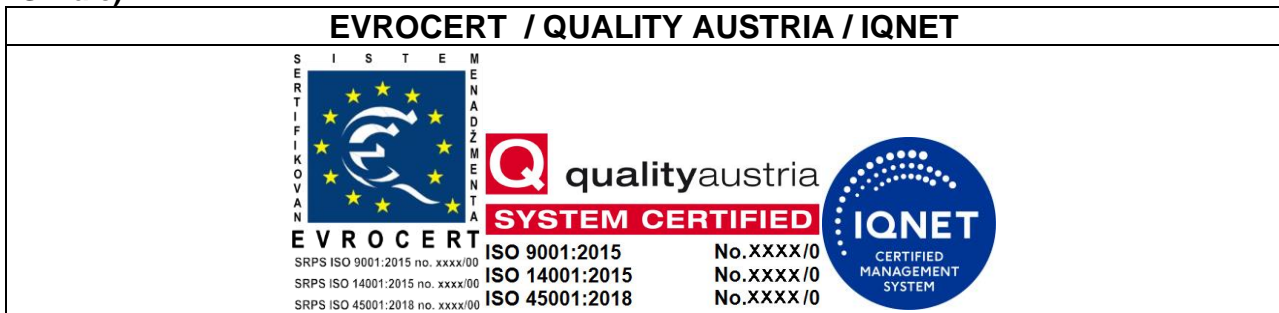 EVROCERT / QUALITY AUSTRIA / IQNET
SERTIFIKOVAN
SISTEM
MENADŽMENTA
EVROCERT
SRPS ISO 9001:2015 no. xxxx/00
SRPS ISO 14001:2015 no. xxxx/00
SRPS ISO 45001:2018 no. xxxx/00
Q qualityaustria
SYSTEM CERTIFIED
ISO 9001:2015 No.XXXX/0
ISO 14001:2015 No.XXXX/0
ISO 45001:2018 No.XXXX/0
IQNET
CERTIFIED
MANAGEMENT
SYSTEM